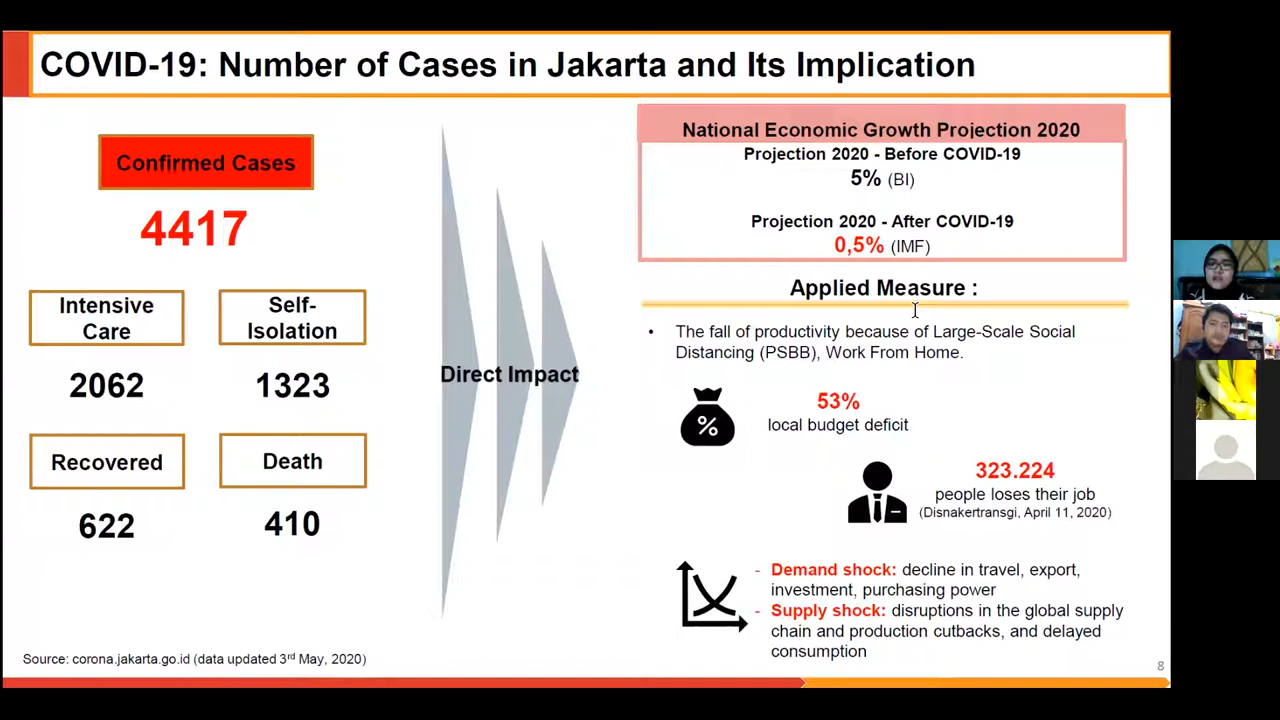 COVID-19: Number of Cases in Jakarta and Its Implication
Confirmed Cases
4417
Intensive
Care
2062
Self-
Isolation
1323
Recovered
622
Death
410
Direct Impact
National Economic Growth Projection 2020
Projection 2020 - Before COVID-19
5% (BI)
Projection 2020 - After COVID-19
0,5% (IMF)
Applied Measure :
• The fall of productivity because of Large-Scale Social
Distancing (PSBB), Work From Home.
%
53%
local budget deficit
323.224
people loses their job
(Disnakertransgi, April 11, 2020)
- Demand shock: decline in travel, export,
investment, purchasing power
- Supply shock: disruptions in the global supply
chain and production cutbacks, and delayed
consumption
Source: corona.jakarta.go.id (data updated 3rd May, 2020)
8